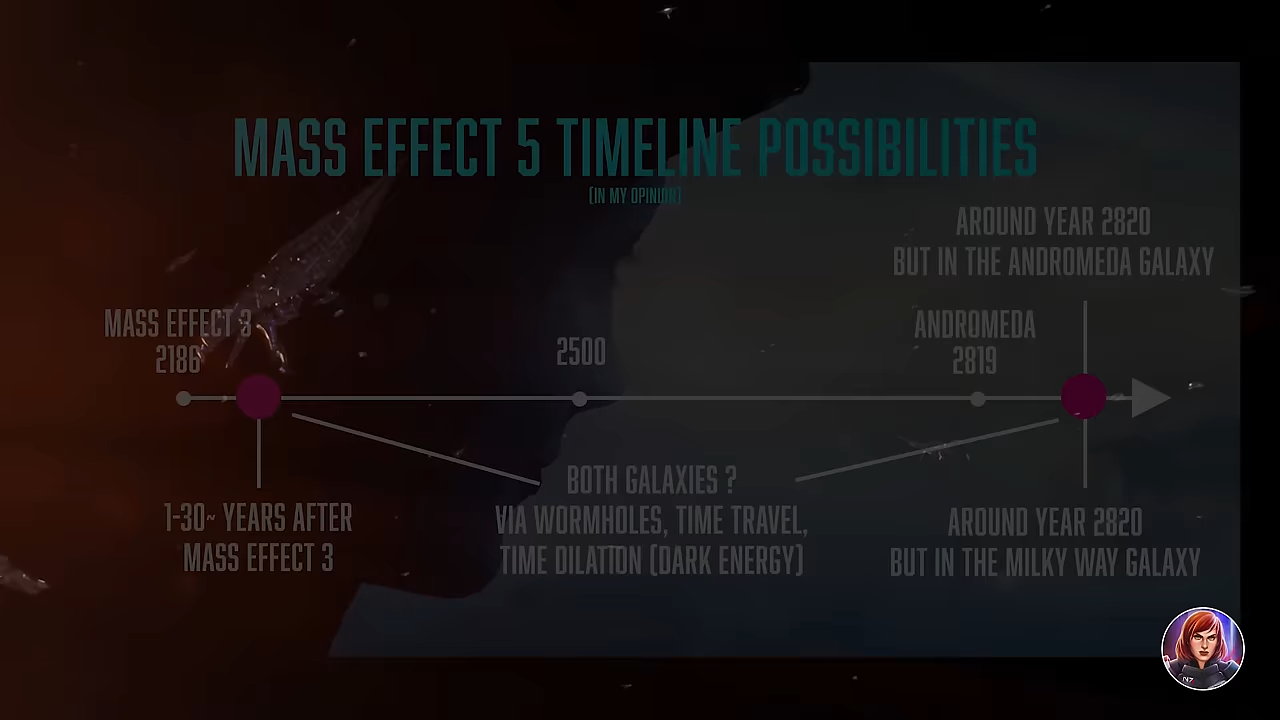 MASS EFFECT 5 TIMELINE POSSIBILITIES
(IN MY OPINION)
AROUND YEAR 2820
BUT IN THE ANDROMEDA GALAXY
MASS EFFECT 3
2186
2500
ANDROMEDA
2819
1-30~ YEARS AFTER
MASS EFFECT 3
BOTH GALAXIES ?
VIA WORMHOLES, TIME TRAVEL,
TIME DILATION (DARK ENERGY)
AROUND YEAR 2820
BUT IN THE MILKY WAY GALAXY
N7